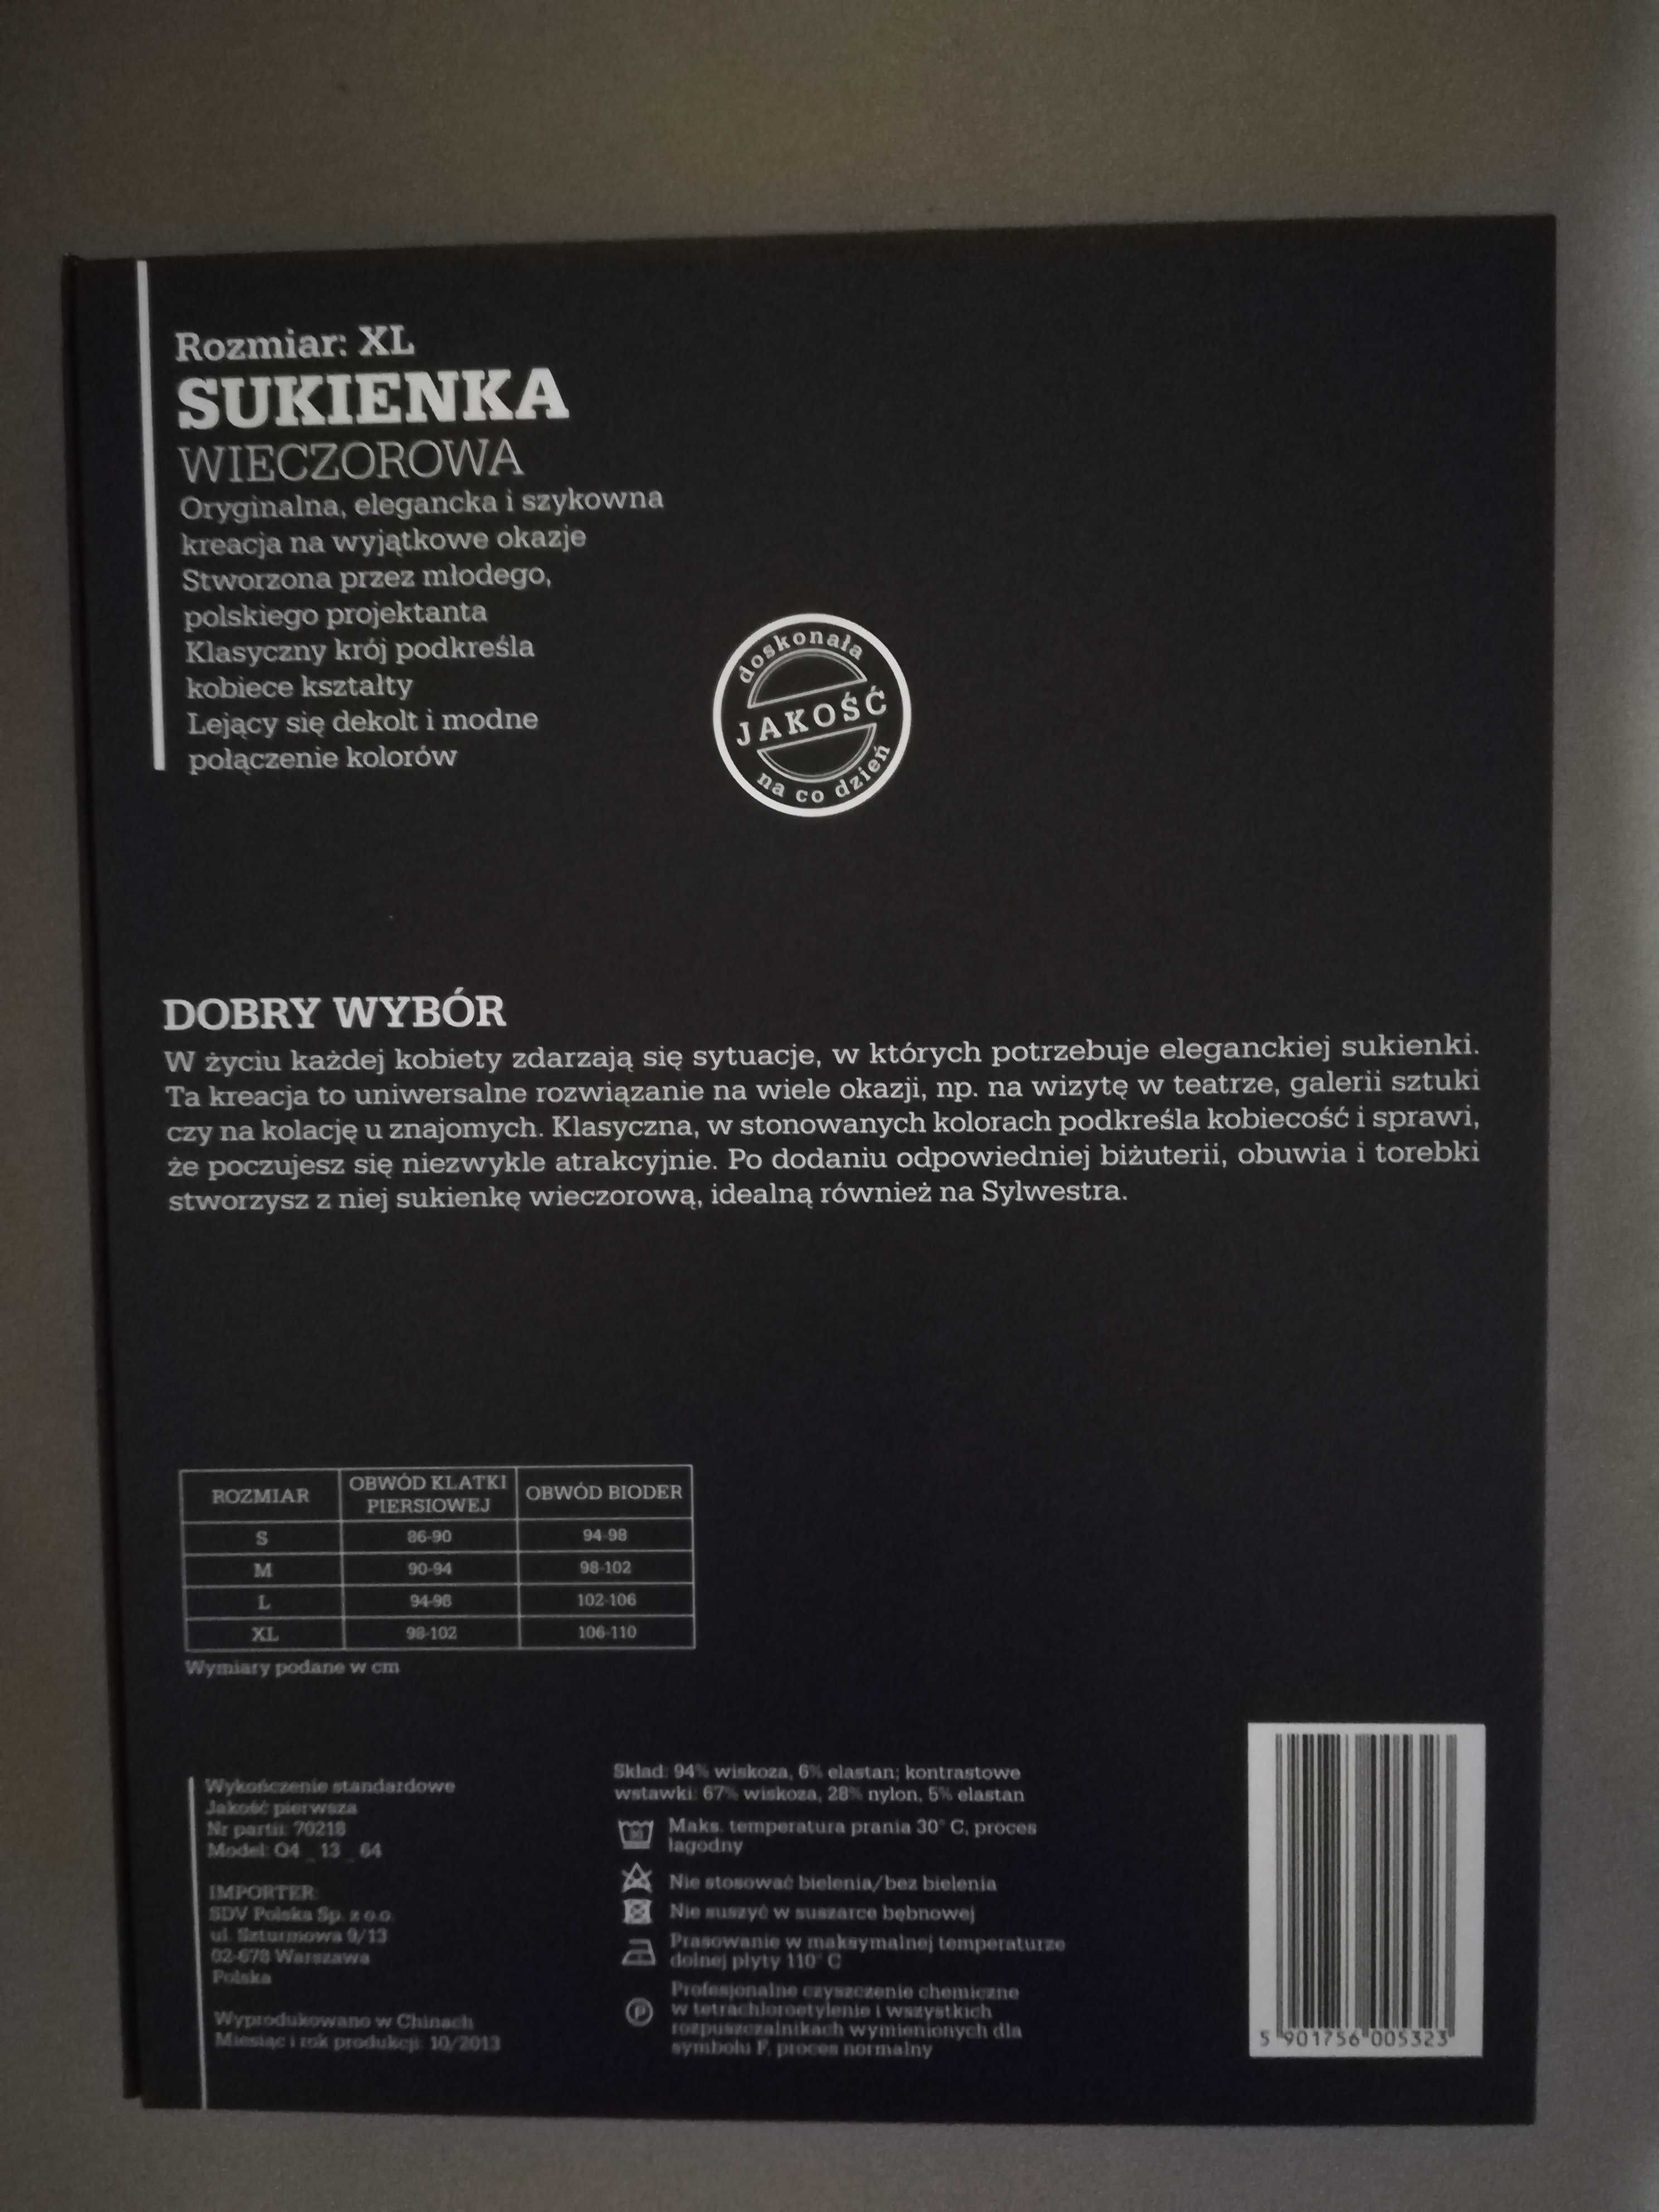 Rozmiar: XL
SUKIENKA
WIECZOROWA
Oryginalna, elegancka i szykowna
kreacja na wyjątkowe okazje
Stworzona przez młodego,
polskiego projektanta
Klasyczny krój podkreśla
kobiece kształty
Lejący się dekolt i modne
połączenie kolorów
doskonała
JAKOŚĆ
na co dzień
DOBRY WYBÓR
W życiu każdej kobiety zdarzają się sytuacje, w których potrzebuje eleganckiej sukienki.
Ta kreacja to uniwersalne rozwiązanie na wiele okazji, np. na wizytę w teatrze, galerii sztuki
czy na kolację u znajomych. Klasyczna, w stonowanych kolorach podkreśla kobiecość i sprawi,
że poczujesz się niezwykle atrakcyjnie. Po dodaniu odpowiedniej biżuterii, obuwia i torebki
stworzysz z niej sukienkę wieczorową, idealną również na Sylwestra.
ROZMIAR OBWÓD KLATKI PIERSIOWEJ OBWÓD BIODER
S 86-90 94-98
M 90-94 98-102
L 94-98 102-106
XL 98-102 106-110
Wymiary podane w cm
Wykończenie standardowe
Jakość pierwsza
Nr partii: 70218
Model: O4 _ 13 _ 64
IMPORTER:
SDV Polska Sp. z o.o.
ul. Szturmowa 9/13
02-678 Warszawa
Polska
Wyprodukowano w Chinach
Miesiąc i rok produkcji: 10/2013
Skład: 94% wiskoza, 6% elastan; kontrastowe
wstawki: 67% wiskoza, 28% nylon, 5% elastan
Maks. temperatura prania 30° C, proces
łagodny
Nie stosować bielenia/bez bielenia
Nie suszyć w suszarce bębnowej
Prasowanie w maksymalnej temperaturze
dolnej płyty 110° C
Profesjonalne czyszczenie chemiczne
w tetrachloroetylenie i wszystkich
rozpuszczalnikach wymienionych dla
symbolu F, proces normalny
30
P
5 901756 005323